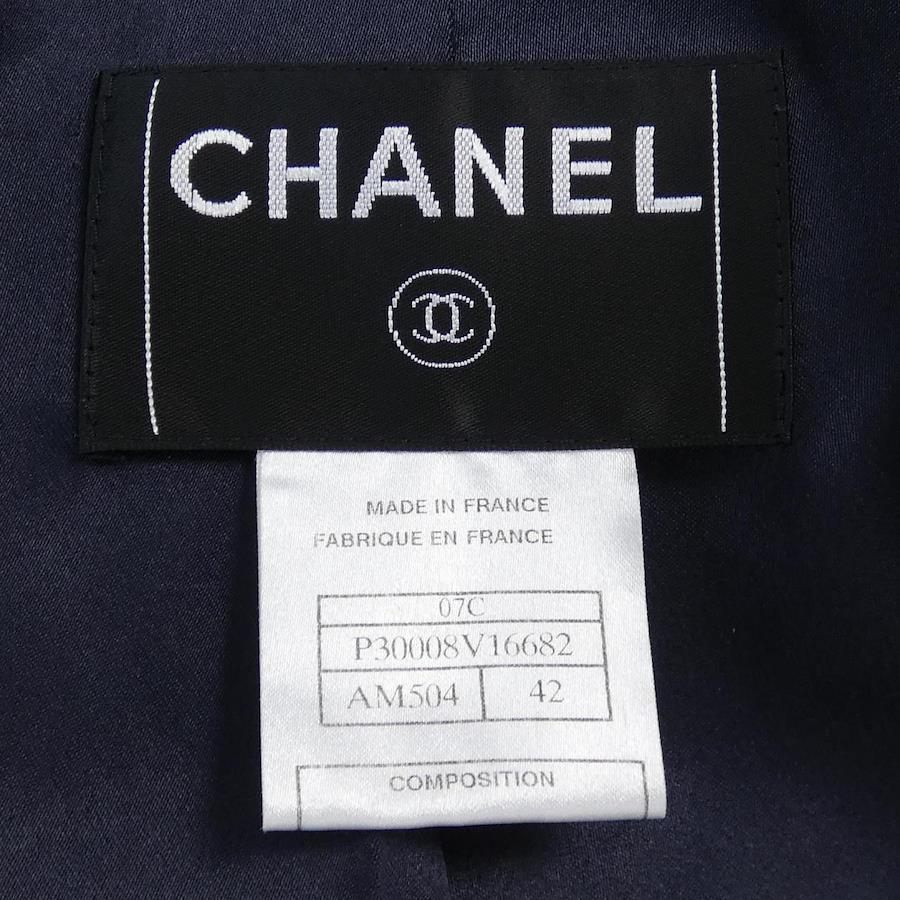 CHANEL
MADE IN FRANCE
FABRIQUE EN FRANCE
07C
P30008V16682
AM504 42
COMPOSITION